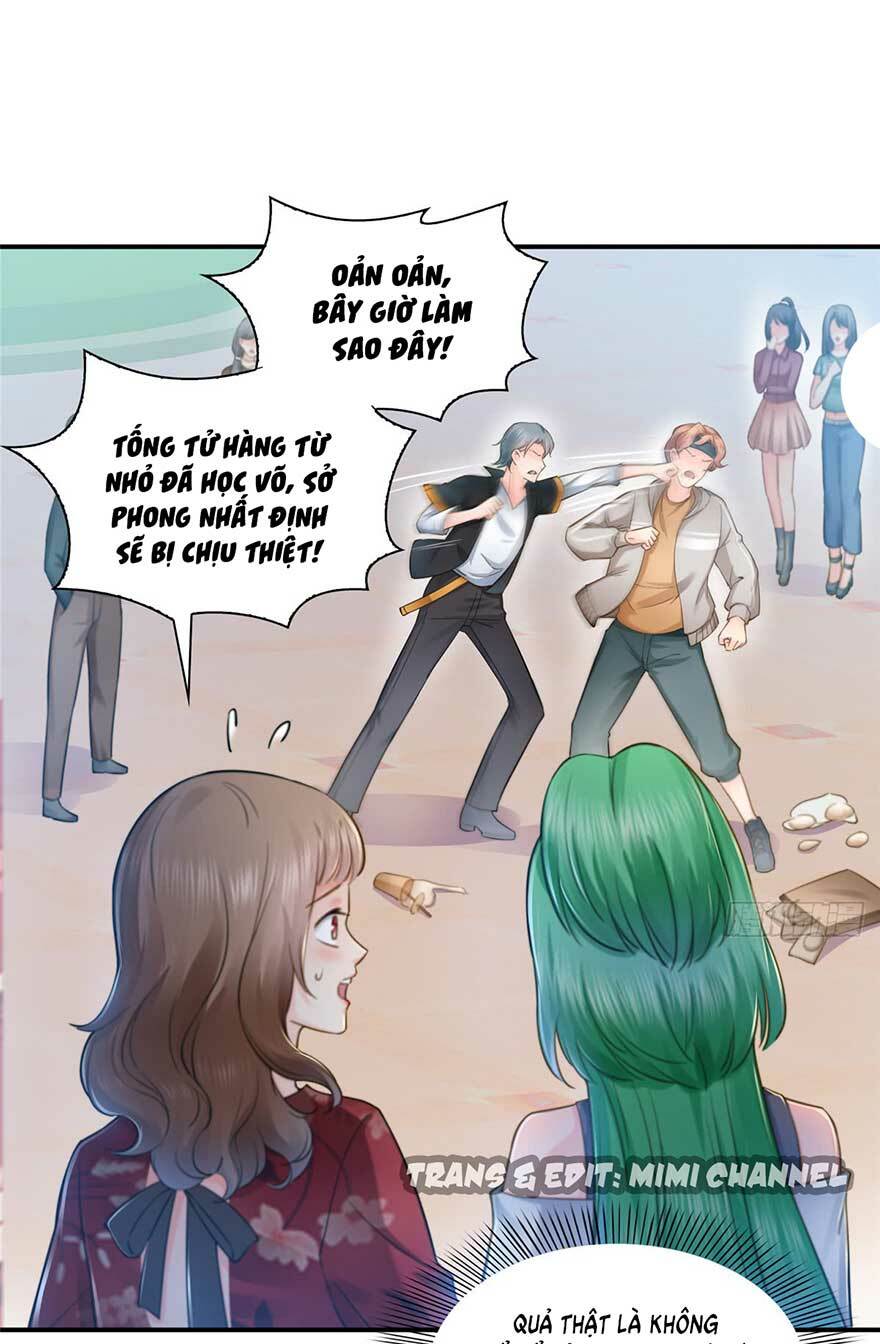 OẢN OẢN,
BÂY GIỜ LÀM
SAO ĐÂY!
TỐNG TỬ HÀNG TỪ
NHỎ ĐÃ HỌC VÕ, SỞ
PHONG NHẤT ĐỊNH
SẼ BỊ CHỊU THIỆT!
TRANS & EDIT: MIMI CHANNEL
QUẢ THẬT LÀ KHÔNG